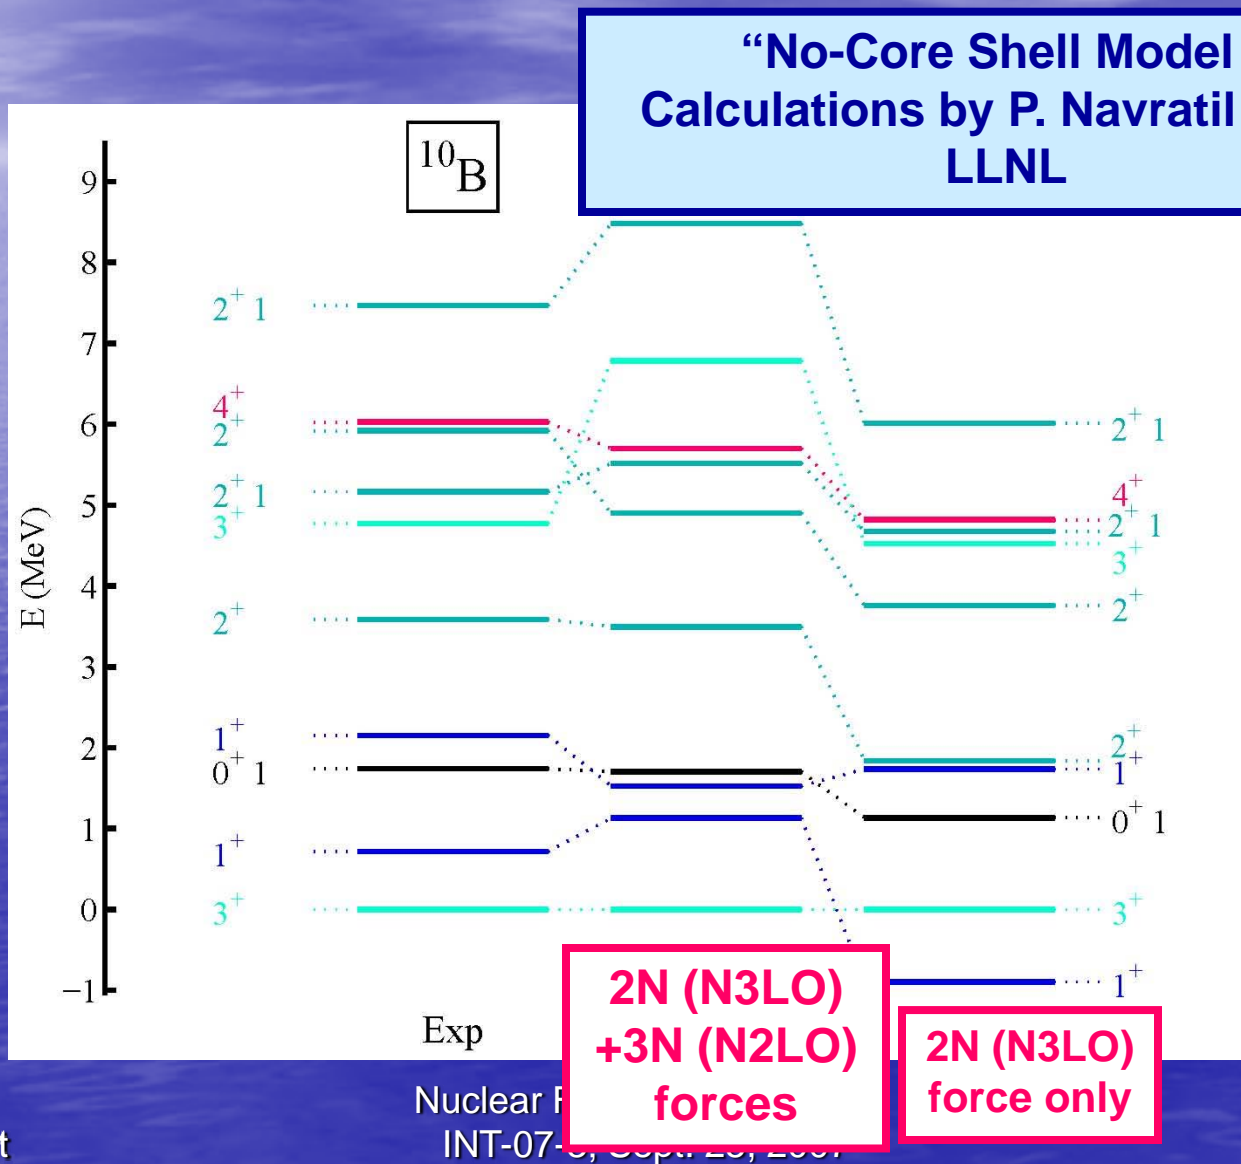 “No-Core Shell Model
Calculations by P. Navratil
LLNL
10B
E (MeV)
9
8
7
6
5
4
3
2
1
0
−1
2+ 1
4+
2+
2+ 1
3+
2+
1+
0+ 1
1+
3+
2+ 1
4+
2+ 1
3+
2+
2+
1+
0+ 1
3+
1+
Exp
2N (N3LO)
+3N (N2LO)
forces
2N (N3LO)
force only
Nuclear
t